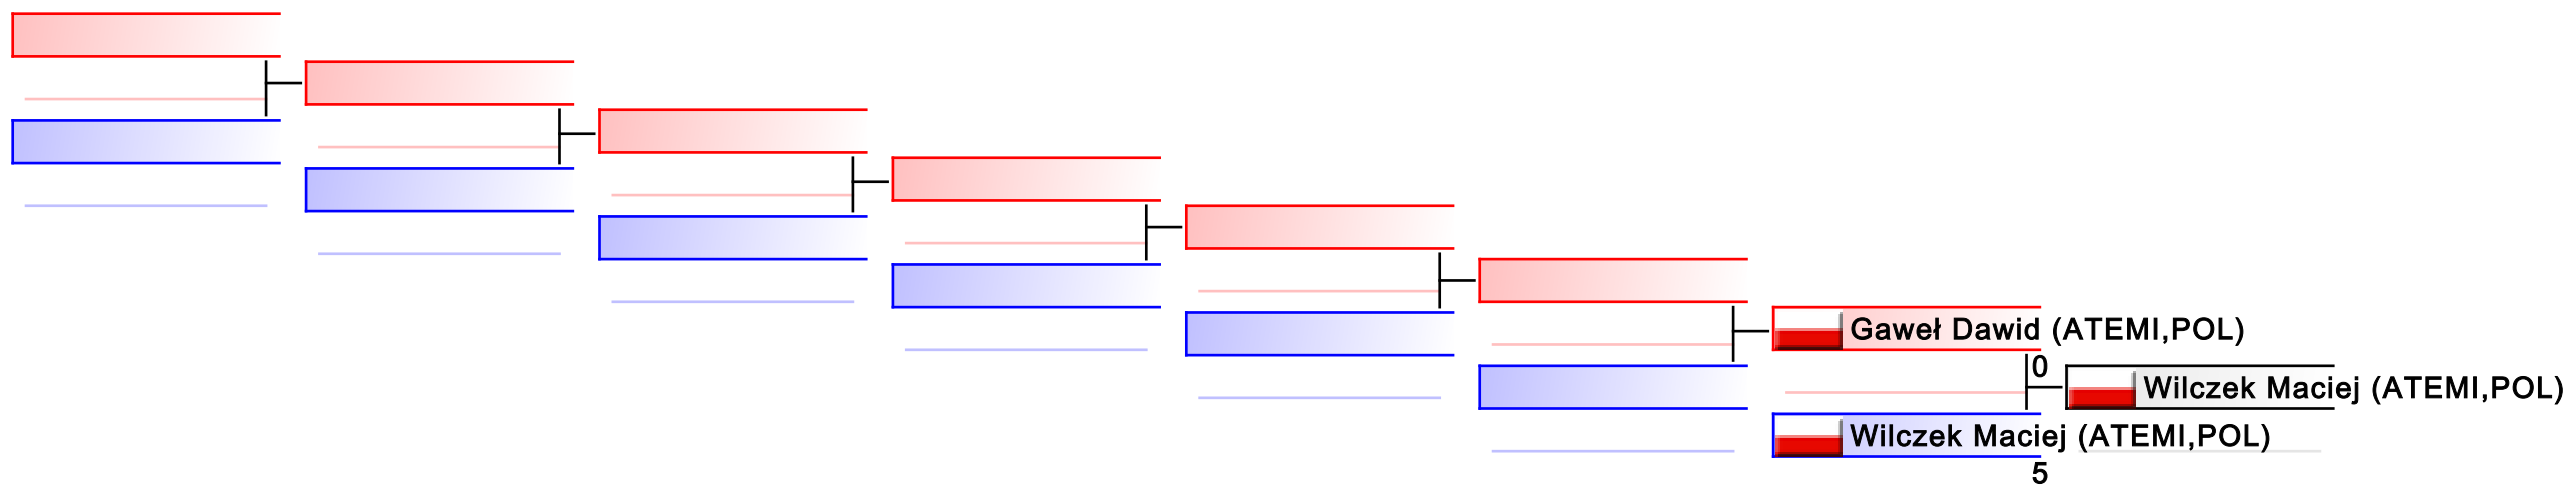 Gaweł Dawid (ATEMI,POL)
0
Wilczek Maciej (ATEMI,POL)
Wilczek Maciej (ATEMI,POL)
5